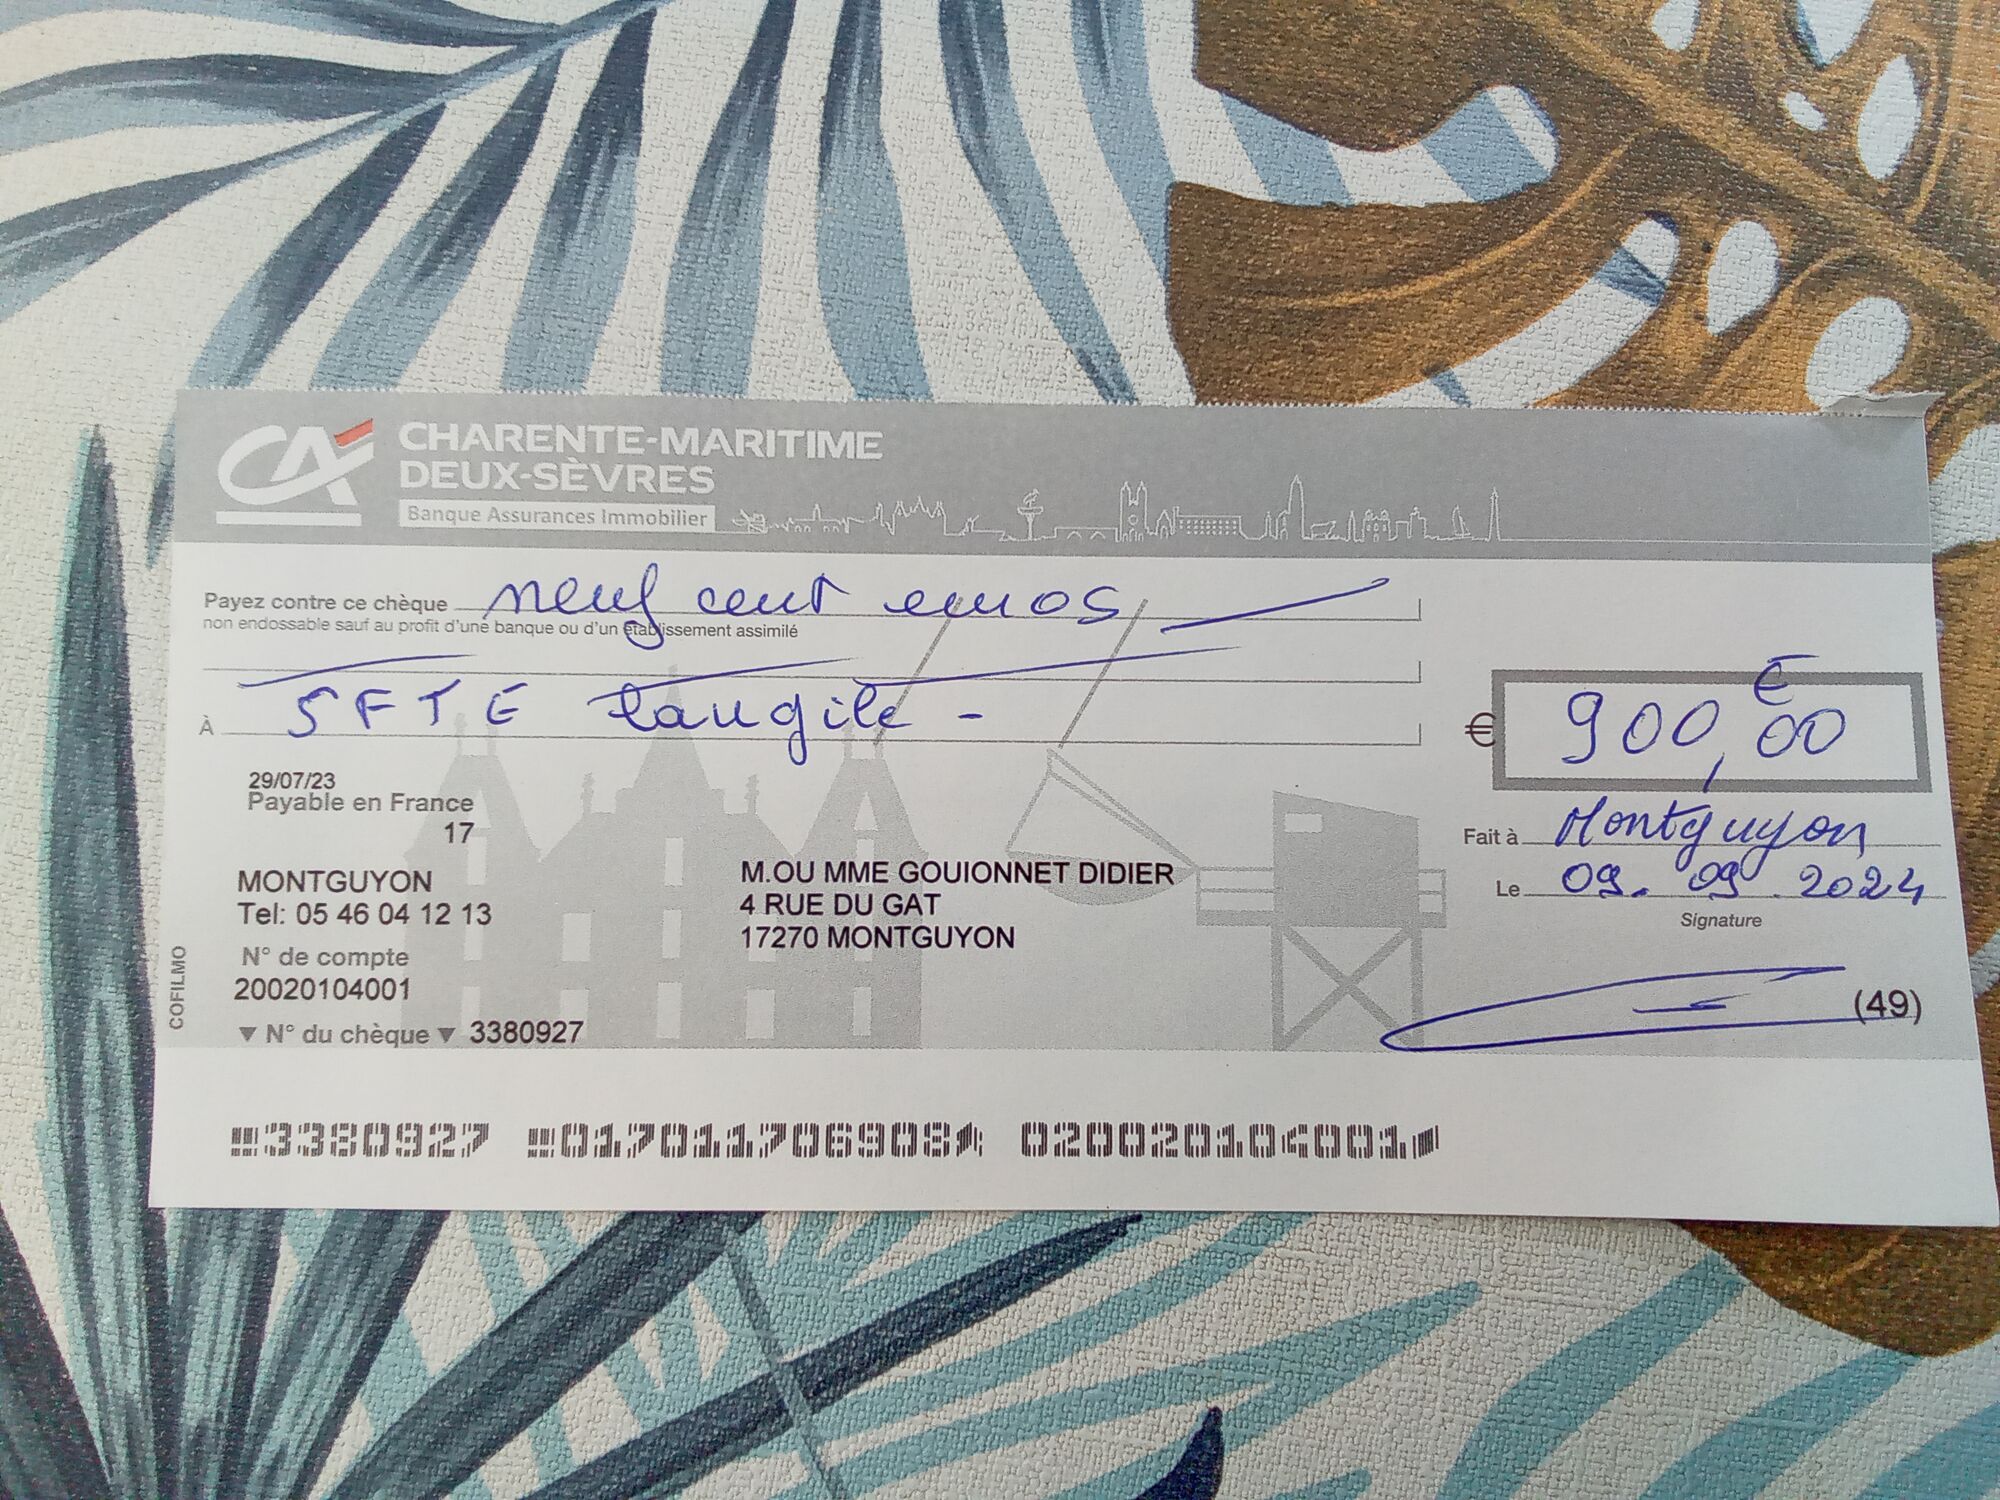 CA CHARENTE-MARITIME
DEUX-SÈVRES
Banque Assurances Immobilier
Payez contre ce chèque neuf cent euros
non endossable sauf au profit d'une banque ou d'un établissement assimilé
À SFTE Langile -
€ 900,00 €
29/07/23
Payable en France
17
Fait à Montguyon
Le 09.09.2024
Signature
MONTGUYON
Tel: 05 46 04 12 13
M.OU MME GOUIONNET DIDIER
4 RUE DU GAT
17270 MONTGUYON
N° de compte
20020104001
(49)
▼ N° du chèque ▼ 3380927
COFILMO
3380927 017011706908 020020104001